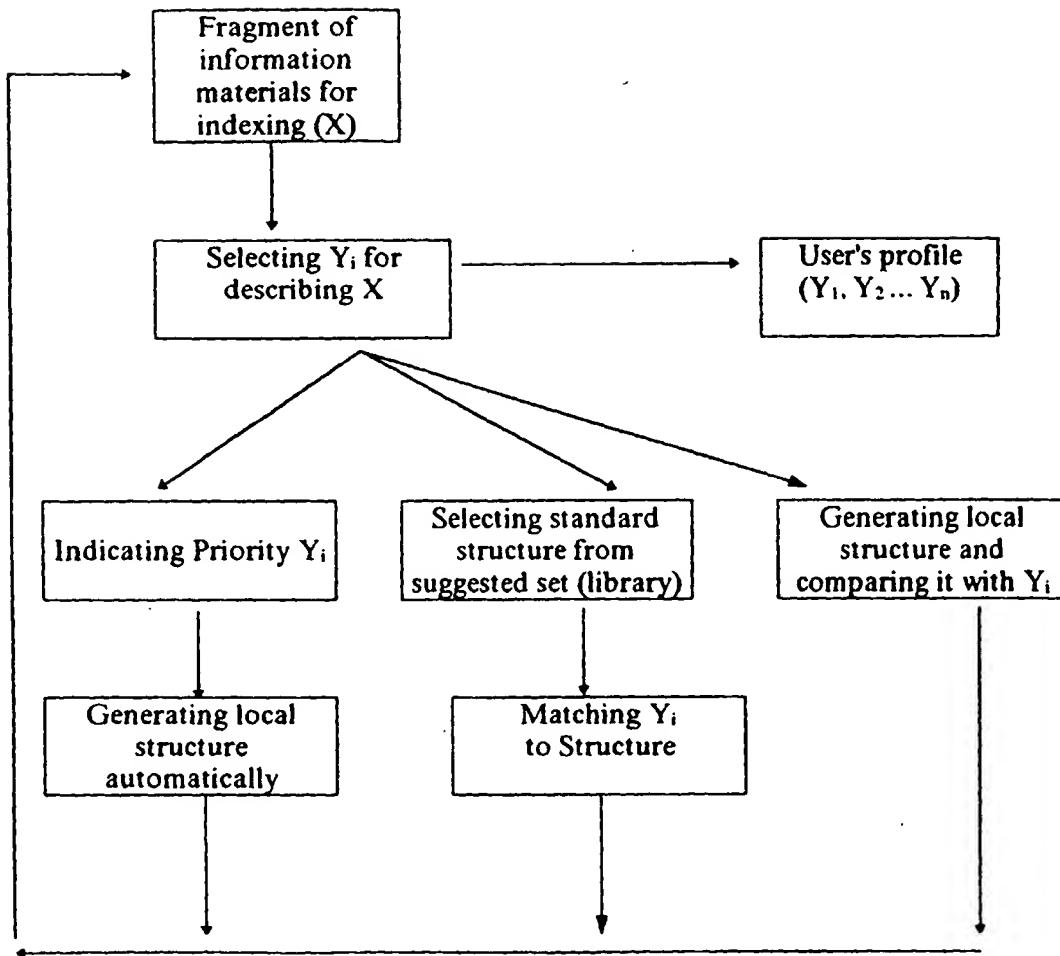 Fragment of
information
materials for
indexing (X)
Selecting Yi for
describing X
User's profile
(Y1, Y2 ... Yn)
Indicating Priority Yi
Selecting standard
structure from
suggested set (library)
Generating local
structure and
comparing it with Yi
Generating local
structure
automatically
Matching Yi
to Structure